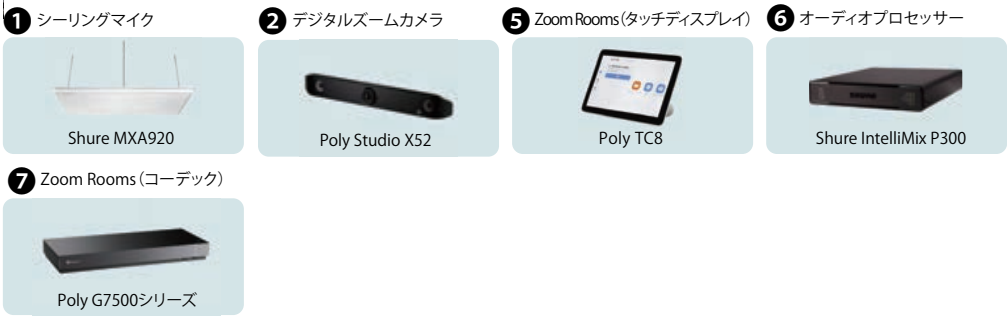 1 シーリングマイク
Shure MXA920
2 デジタルズームカメラ
Poly Studio X52
5 Zoom Rooms(タッチディスプレイ)
Poly TC8
6 オーディオプロセッサー
Shure IntelliMix P300
7 Zoom Rooms(コーデック)
Poly G7500シリーズ